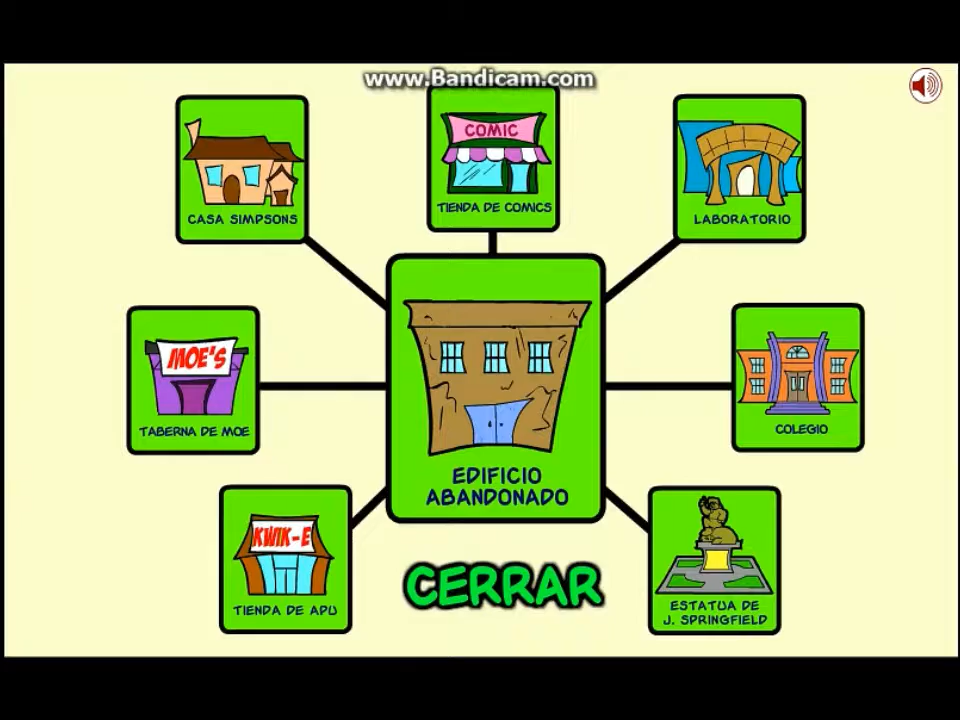 www.Bandicam.com
COMIC
CASA SIMPSONS
TIENDA DE COMICS
LABORATORIO
MOE'S
TABERNA DE MOE
COLEGIO
EDIFICIO
ABANDONADO
KWIK-E
TIENDA DE APU
CERRAR
ESTATUA DE
J. SPRINGFIELD